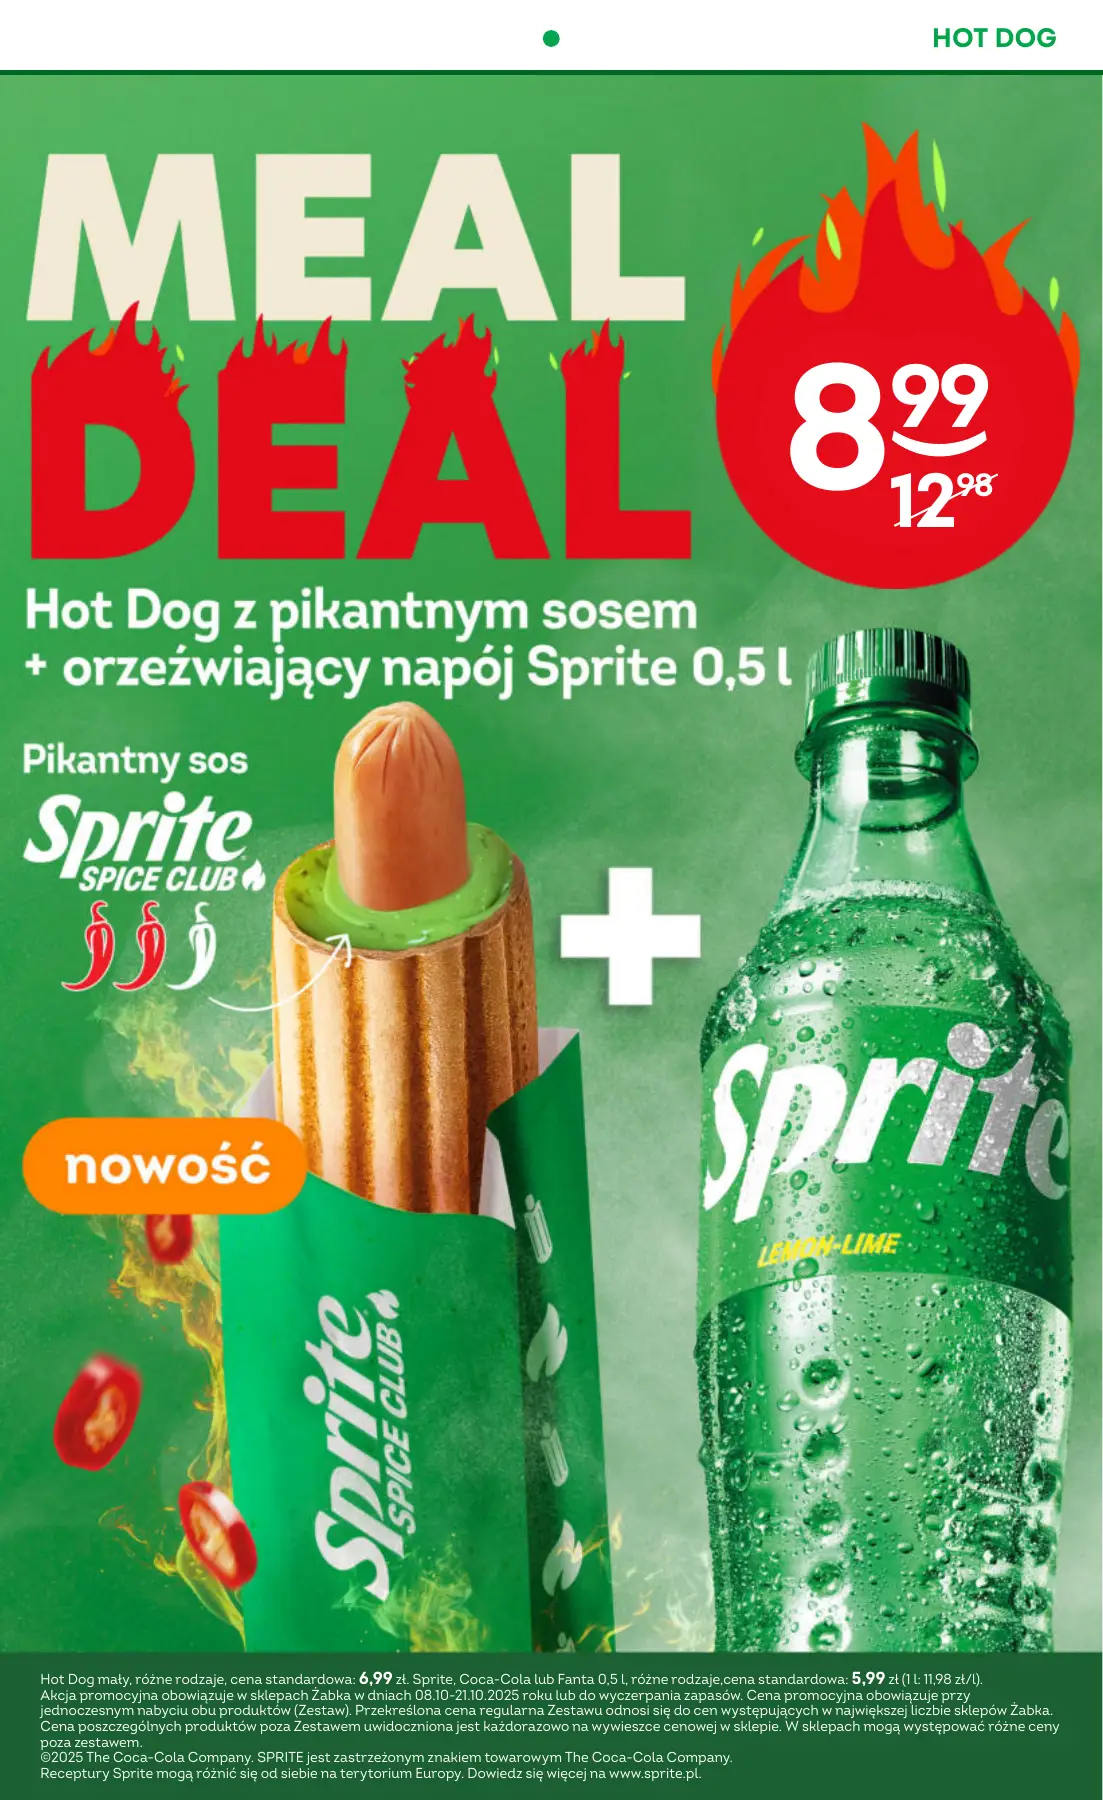 HOT DOG
MEAL
DEAL
8 99
12 98
Hot Dog z pikantnym sosem
+ orzeźwiający napój Sprite 0,5 l
Pikantny sos
Sprite
SPICE CLUB
nowość
Sprite
LEMON-LIME
Sprite
SPICE CLUB
Hot Dog mały, różne rodzaje, cena standardowa: 6,99 zł. Sprite, Coca-Cola lub Fanta 0,5 l, różne rodzaje,cena standardowa: 5,99 zł (1 l: 11,98 zł/l).
Akcja promocyjna obowiązuje w sklepach Żabka w dniach 08.10-21.10.2025 roku lub do wyczerpania zapasów. Cena promocyjna obowiązuje przy
jednoczesnym nabyciu obu produktów (Zestaw). Przekreślona cena regularna Zestawu odnosi się do cen występujących w największej liczbie sklepów Żabka.
Cena poszczególnych produktów poza Zestawem uwidoczniona jest każdorazowo na wywieszce cenowej w sklepie. W sklepach mogą występować różne ceny
poza zestawem.
©2025 The Coca-Cola Company. SPRITE jest zastrzeżonym znakiem towarowym The Coca-Cola Company.
Receptury Sprite mogą różnić się od siebie na terytorium Europy. Dowiedz się więcej na www.sprite.pl.